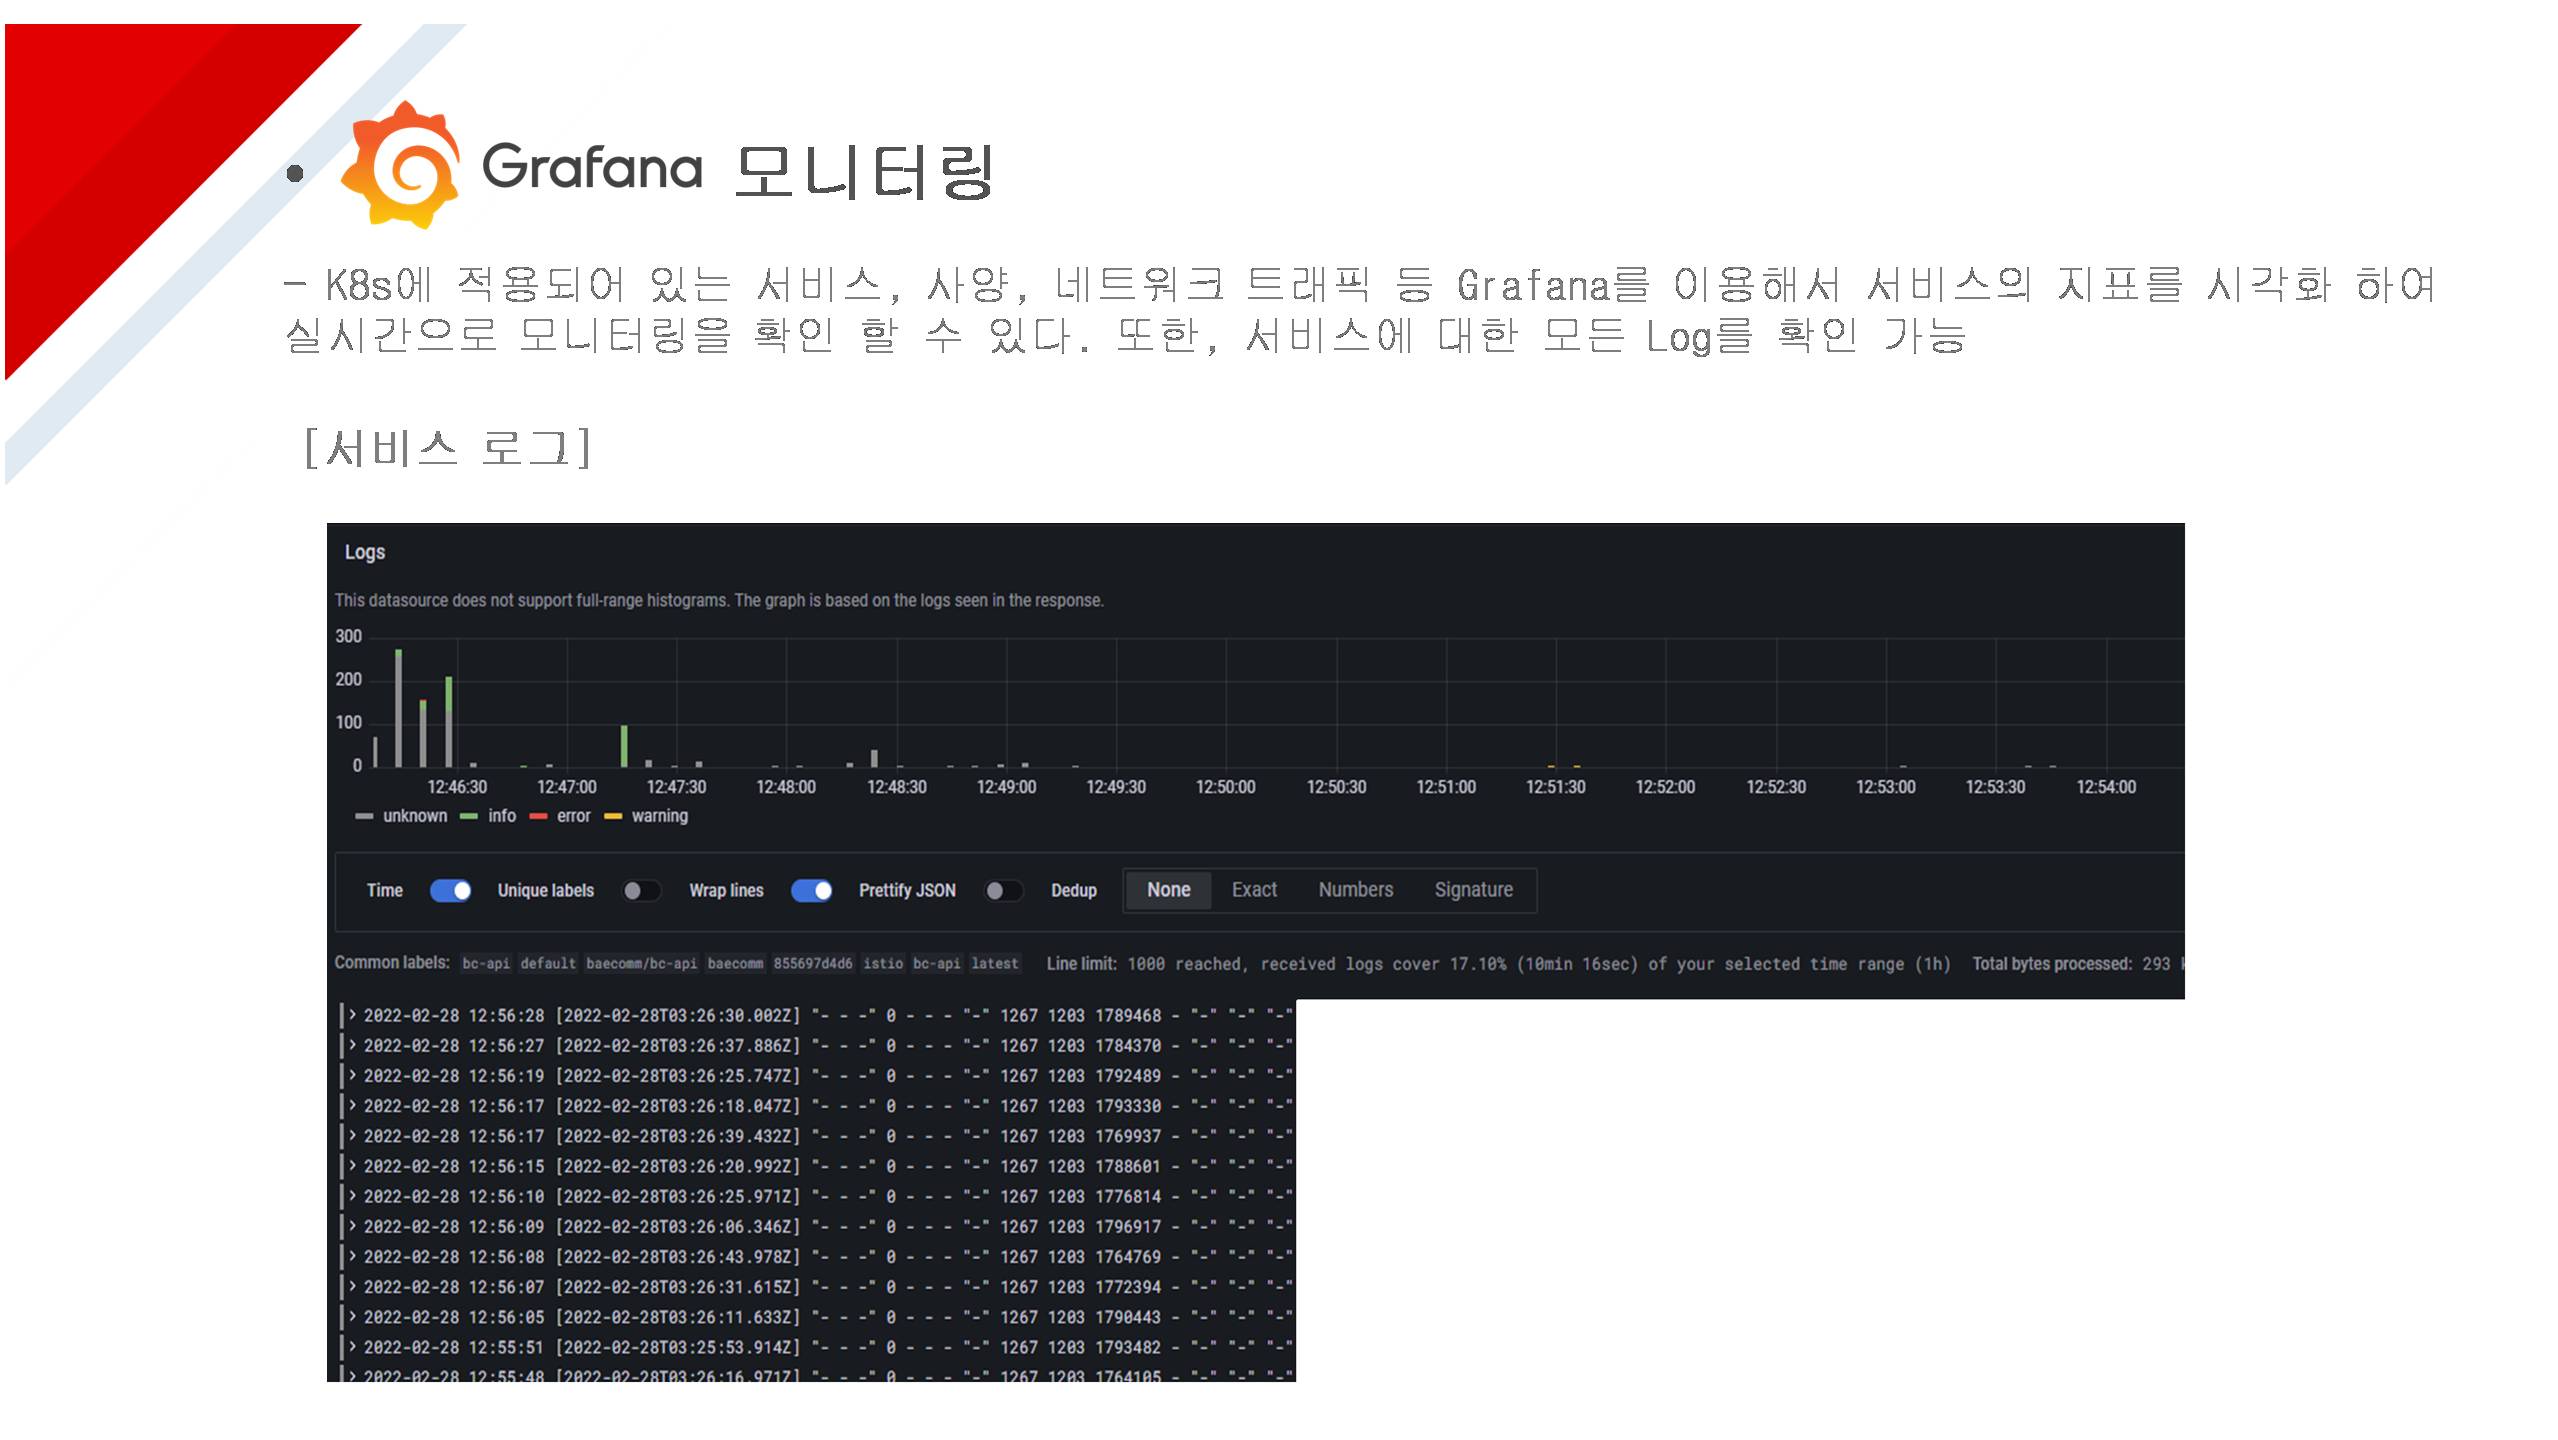 • Grafana 모니터링
- K8s에 적용되어 있는 서비스, 사양, 네트워크 트래픽 등 Grafana를 이용해서 서비스의 지표를 시각화 하여
실시간으로 모니터링을 확인 할 수 있다. 또한, 서비스에 대한 모든 Log를 확인 가능
[서비스 로그]
Logs
This datasource does not support full-range histograms. The graph is based on the logs seen in the response.
300
200
100
0
12:46:30 12:47:00 12:47:30 12:48:00 12:48:30 12:49:00 12:49:30 12:50:00 12:50:30 12:51:00 12:51:30 12:52:00 12:52:30 12:53:00 12:53:30 12:54:00
unknown info error warning
Time Unique labels Wrap lines Prettify JSON Dedup None Exact Numbers Signature
Common labels: bc-api default baecomm/bc-api baecomm 855697d4d6 istio bc-api latest Line limit: 1000 reached, received logs cover 17.10% (10min 16sec) of your selected time range (1h) Total bytes processed: 293
> 2022-02-28 12:56:28 [2022-02-28T03:26:30.002Z] "- - -" 0 - - - "-" 1267 1203 1789468 - "-" "-" "-"
> 2022-02-28 12:56:27 [2022-02-28T03:26:37.886Z] "- - -" 0 - - - "-" 1267 1203 1784370 - "-" "-" "-"
> 2022-02-28 12:56:19 [2022-02-28T03:26:25.747Z] "- - -" 0 - - - "-" 1267 1203 1792489 - "-" "-" "-"
> 2022-02-28 12:56:17 [2022-02-28T03:26:18.047Z] "- - -" 0 - - - "-" 1267 1203 1793330 - "-" "-" "-"
> 2022-02-28 12:56:17 [2022-02-28T03:26:39.432Z] "- - -" 0 - - - "-" 1267 1203 1769937 - "-" "-" "-"
> 2022-02-28 12:56:15 [2022-02-28T03:26:20.992Z] "- - -" 0 - - - "-" 1267 1203 1788601 - "-" "-" "-"
> 2022-02-28 12:56:10 [2022-02-28T03:26:25.971Z] "- - -" 0 - - - "-" 1267 1203 1776814 - "-" "-" "-"
> 2022-02-28 12:56:09 [2022-02-28T03:26:06.346Z] "- - -" 0 - - - "-" 1267 1203 1796917 - "-" "-" "-"
> 2022-02-28 12:56:08 [2022-02-28T03:26:43.978Z] "- - -" 0 - - - "-" 1267 1203 1764769 - "-" "-" "-"
> 2022-02-28 12:56:07 [2022-02-28T03:26:31.615Z] "- - -" 0 - - - "-" 1267 1203 1772394 - "-" "-" "-"
> 2022-02-28 12:56:05 [2022-02-28T03:26:11.633Z] "- - -" 0 - - - "-" 1267 1203 1790443 - "-" "-" "-"
> 2022-02-28 12:55:51 [2022-02-28T03:25:53.914Z] "- - -" 0 - - - "-" 1267 1203 1793482 - "-" "-" "-"
> 2022-02-28 12:55:48 [2022-02-28T03:26:16.971Z] "- - -" 0 - - - "-" 1267 1203 1764105 - "-" "-" "-"